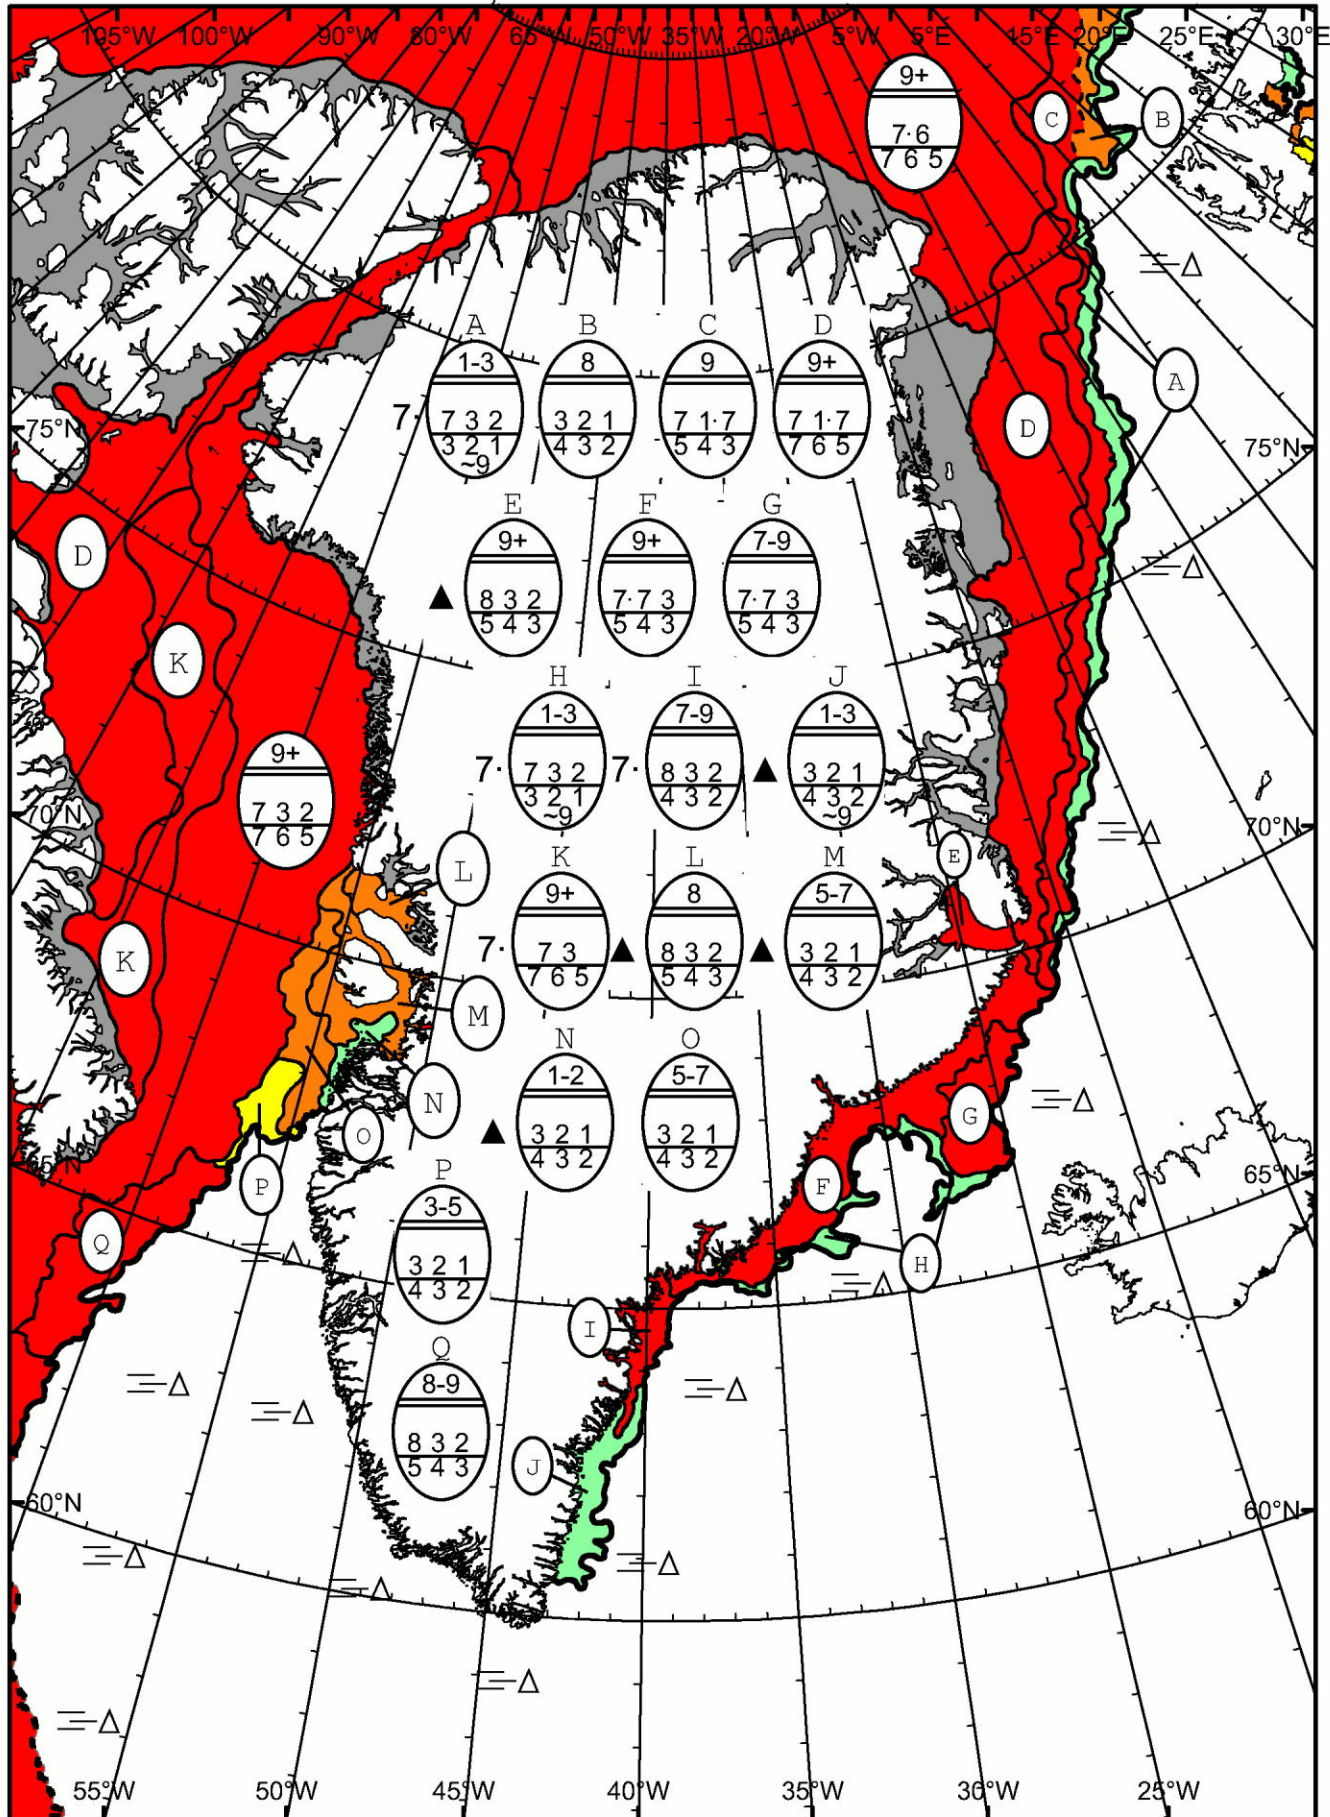 105°W 100°W 90°W 80°W 65°W 50°W 35°W 20°W 5°W 5°E 15°E 20°E 25°E 30°E
9+
7·6
7 6 5
C
B
A B C D
1-3 8 9 9+
7· 7 3 2 3 2 1 7 1·7 7 1·7
3 2 1 4 3 2 5 4 3 7 6 5
~9
A
D
75°N 75°N
E F G
9+ 9+ 7-9
▲ 8 3 2 7·7 3 7·7 3
5 4 3 5 4 3 5 4 3
D
K
H I J
1-3 7-9 1-3
7· 7 3 2 7· 8 3 2 ▲ 3 2 1
3 2 1 4 3 2 4 3 2
~9 ~9
9+
7 3 2
7 6 5
70°N 70°N
L
E
K L M
9+ 8 5-7
7· 7 3 ▲ 8 3 2 ▲ 3 2 1
7 6 5 5 4 3 4 3 2
K
M
N O
1-2 5-7
▲ 3 2 1 3 2 1
4 3 2 4 3 2
N
G
O
65°N 65°N
P
F
P
3-5
3 2 1
4 3 2
Q
H
I
Q
8-9
8 3 2
5 4 3
J
60°N 60°N
55°W 50°W 45°W 40°W 35°W 30°W 25°W